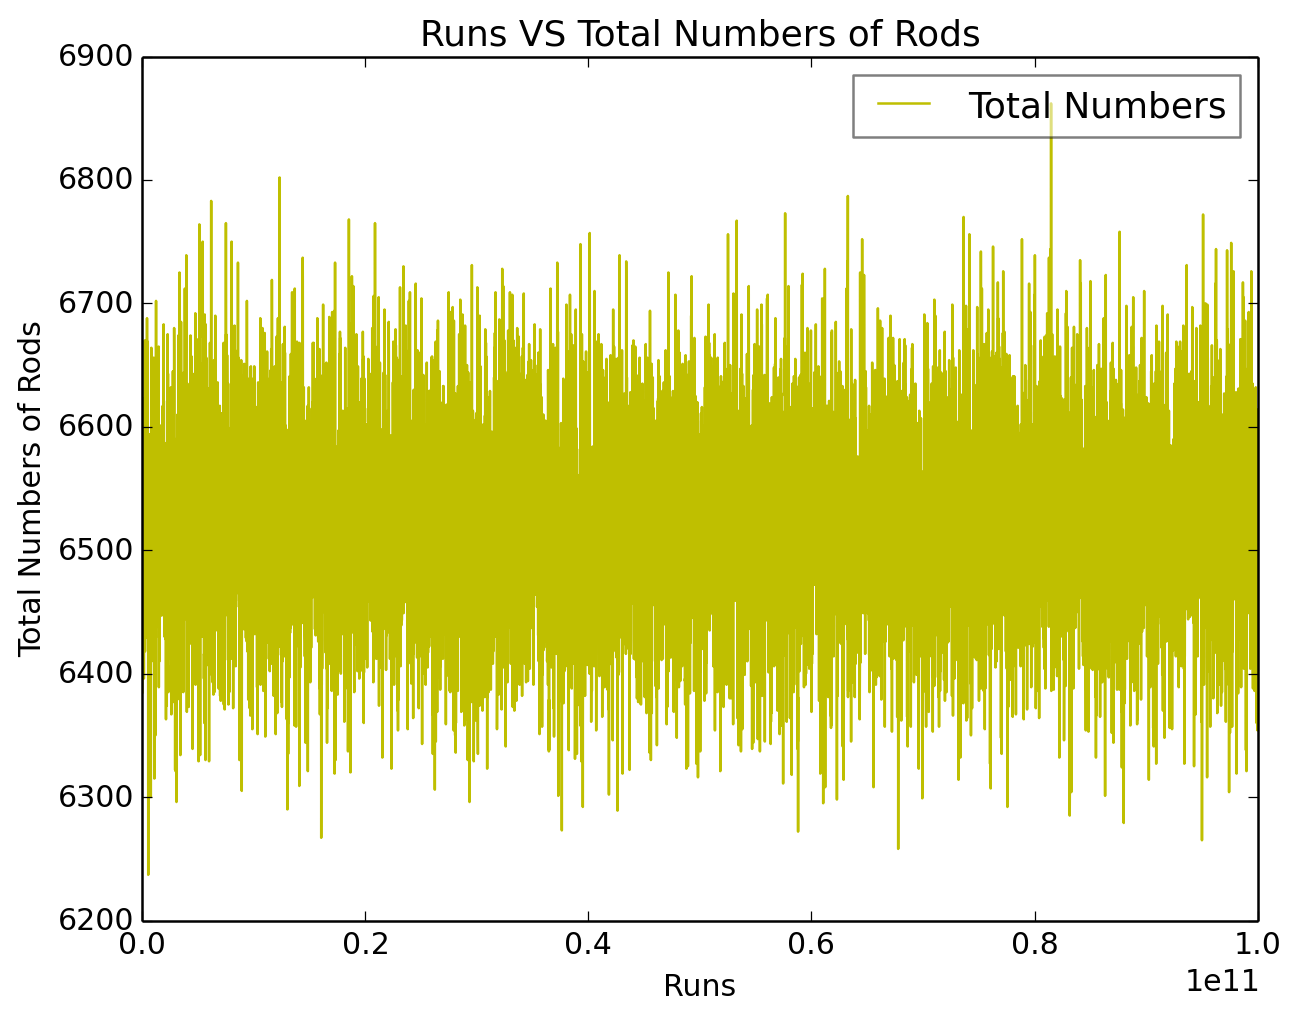 Runs VS Total Numbers of Rods
Total Numbers
Total Numbers of Rods
6900
6800
6700
6600
6500
6400
6300
6200
0.0 0.2 0.4 0.6 0.8 1.0
1e11
Runs